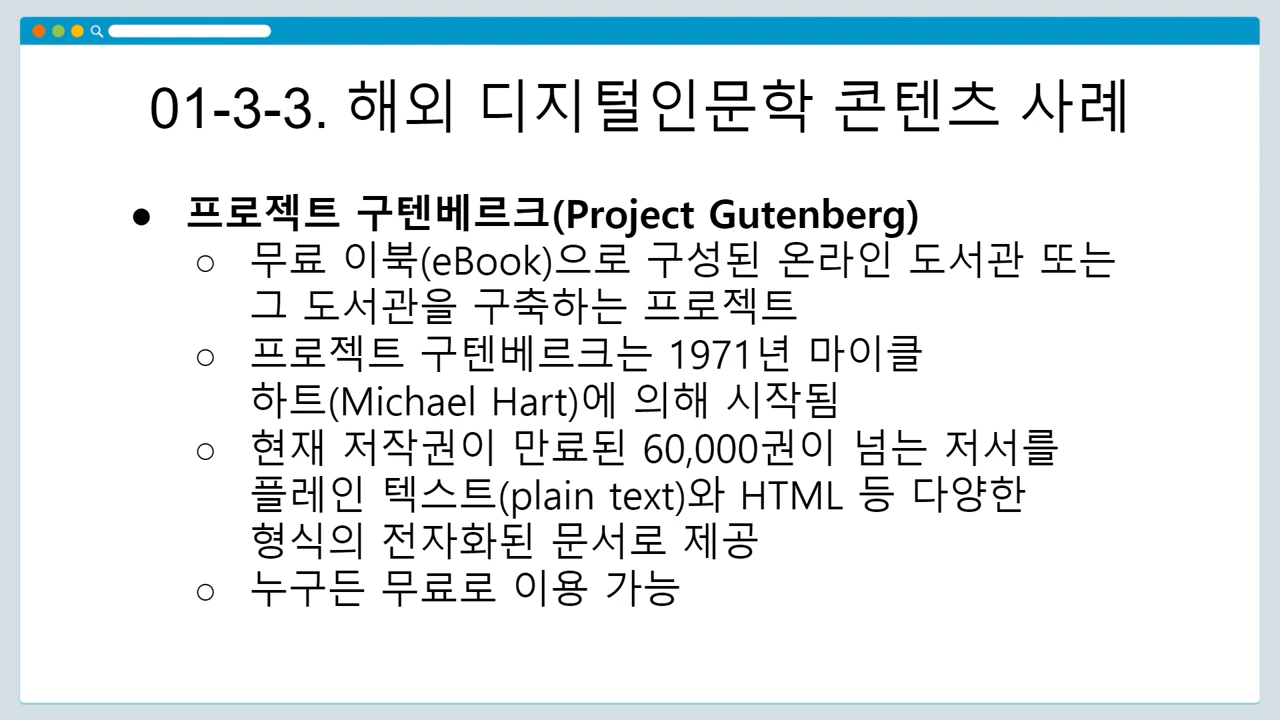 01-3-3. 해외 디지털인문학 콘텐츠 사례
● 프로젝트 구텐베르크(Project Gutenberg)
○ 무료 이북(eBook)으로 구성된 온라인 도서관 또는
그 도서관을 구축하는 프로젝트
○ 프로젝트 구텐베르크는 1971년 마이클
하트(Michael Hart)에 의해 시작됨
○ 현재 저작권이 만료된 60,000권이 넘는 저서를
플레인 텍스트(plain text)와 HTML 등 다양한
형식의 전자화된 문서로 제공
○ 누구든 무료로 이용 가능